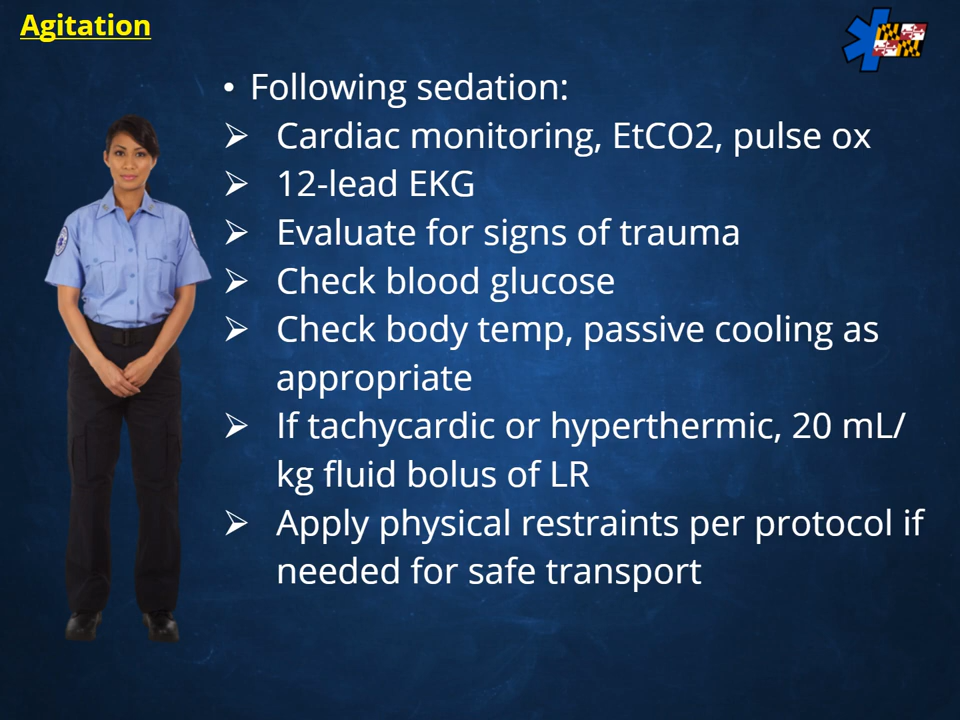 Agitation
• Following sedation:
➢ Cardiac monitoring, EtCO2, pulse ox
➢ 12-lead EKG
➢ Evaluate for signs of trauma
➢ Check blood glucose
➢ Check body temp, passive cooling as
appropriate
➢ If tachycardic or hyperthermic, 20 mL/
kg fluid bolus of LR
➢ Apply physical restraints per protocol if
needed for safe transport